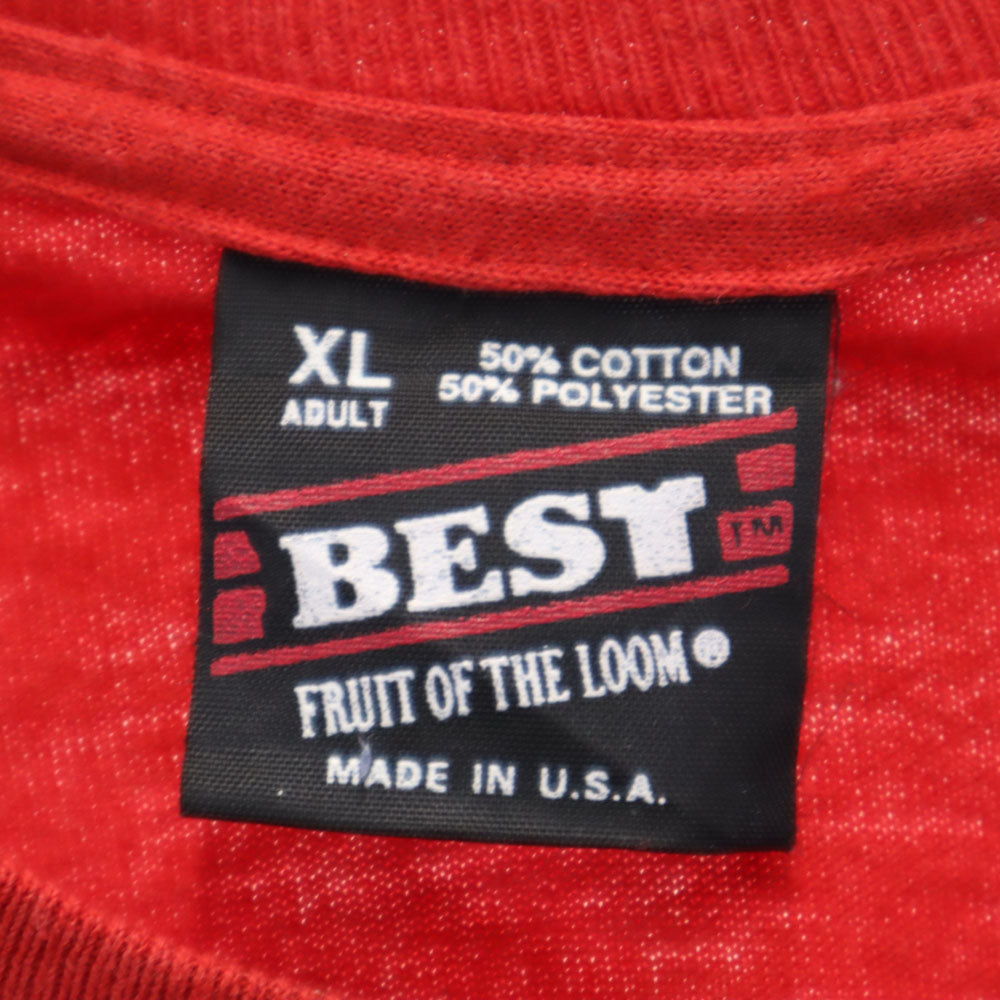 XL
ADULT
50% COTTON
50% POLYESTER
BEST
TM
FRUIT OF THE LOOM®
MADE IN U.S.A.